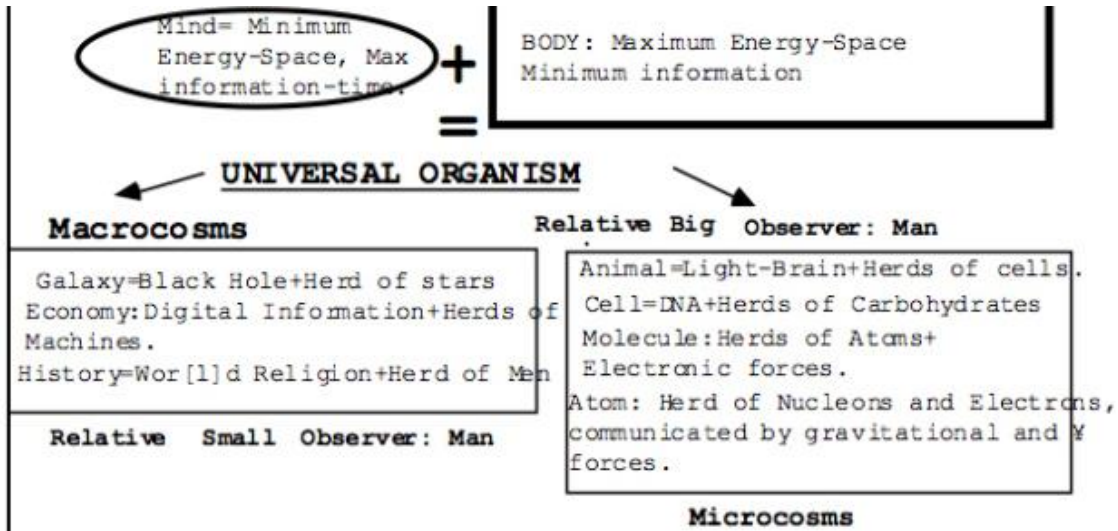 Mind= Minimum
Energy-Space, Max
information-time.
+
BODY: Maximum Energy-Space
Minimum information
=
UNIVERSAL ORGANISM
Macrocosms
Galaxy=Black Hole+Herd of stars
Economy:Digital Information+Herds of
Machines.
History=Wor[l]d Religion+Herd of Men
Relative Small Observer: Man
Relative Big Observer: Man
Animal=Light-Brain+Herds of cells.
Cell=DNA+Herds of Carbohydrates
Molecule:Herds of Atoms+
Electronic forces.
Atom: Herd of Nucleons and Electrons,
communicated by gravitational and ¥
forces.
Microcosms